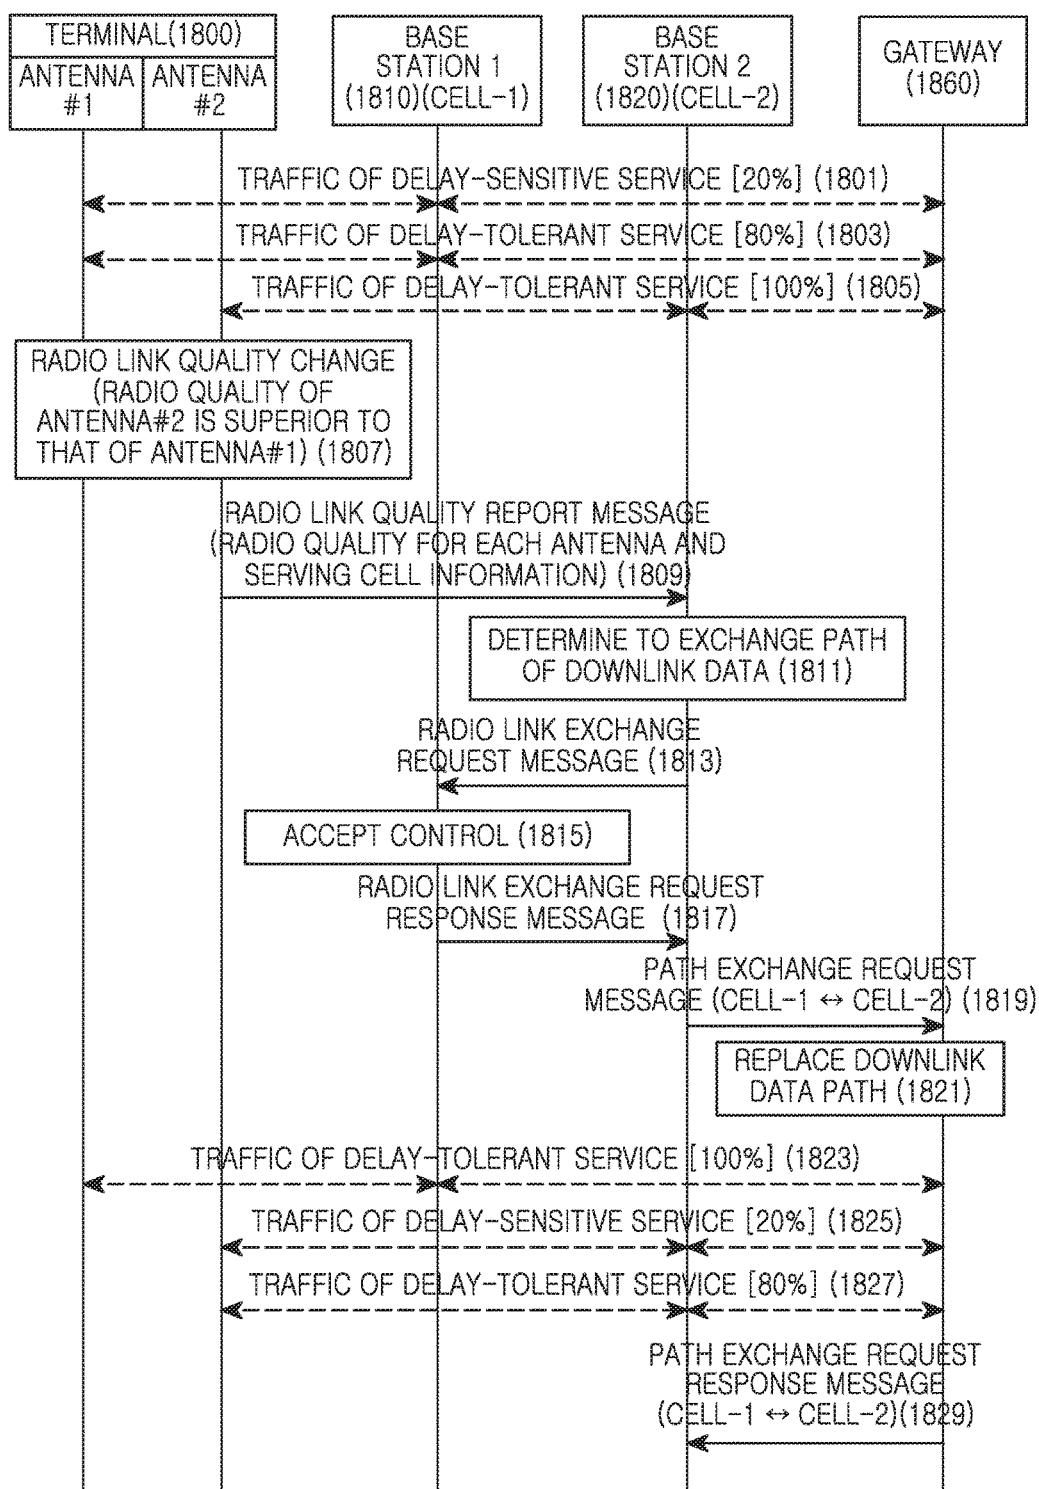 TERMINAL(1800)
ANTENNA
#1
ANTENNA
#2
BASE
STATION 1
(1810)(CELL-1)
BASE
STATION 2
(1820)(CELL-2)
GATEWAY
(1860)
TRAFFIC OF DELAY-SENSITIVE SERVICE [20%] (1801)
TRAFFIC OF DELAY-TOLERANT SERVICE [80%] (1803)
TRAFFIC OF DELAY-TOLERANT SERVICE [100%] (1805)
RADIO LINK QUALITY CHANGE
(RADIO QUALITY OF
ANTENNA#2 IS SUPERIOR TO
THAT OF ANTENNA#1) (1807)
RADIO LINK QUALITY REPORT MESSAGE
(RADIO QUALITY FOR EACH ANTENNA AND
SERVING CELL INFORMATION) (1809)
DETERMINE TO EXCHANGE PATH
OF DOWNLINK DATA (1811)
RADIO LINK EXCHANGE
REQUEST MESSAGE (1813)
ACCEPT CONTROL (1815)
RADIO LINK EXCHANGE REQUEST
RESPONSE MESSAGE (1817)
PATH EXCHANGE REQUEST
MESSAGE (CELL-1 ↔ CELL-2) (1819)
REPLACE DOWNLINK
DATA PATH (1821)
TRAFFIC OF DELAY-TOLERANT SERVICE [100%] (1823)
TRAFFIC OF DELAY-SENSITIVE SERVICE [20%] (1825)
TRAFFIC OF DELAY-TOLERANT SERVICE [80%] (1827)
PATH EXCHANGE REQUEST
RESPONSE MESSAGE
(CELL-1 ↔ CELL-2)(1829)